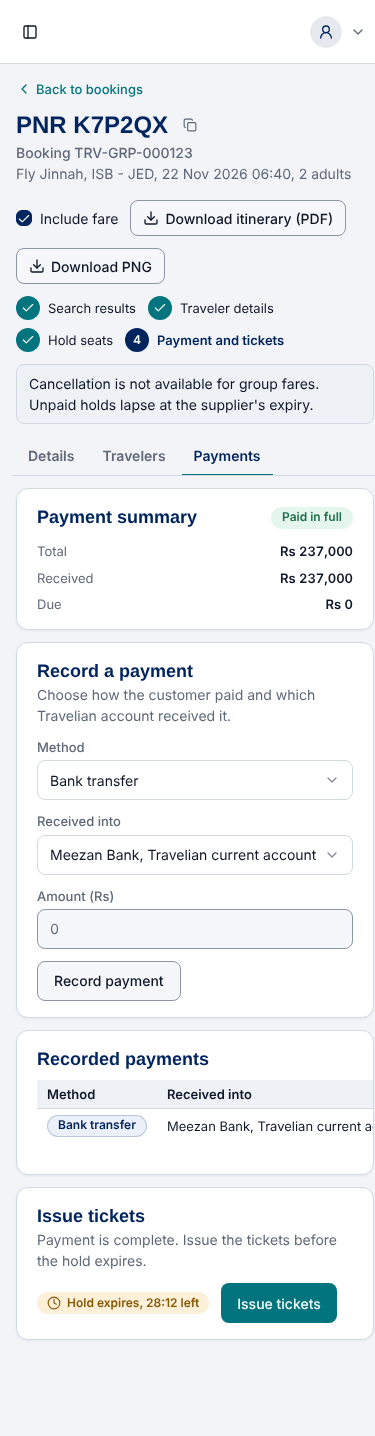 Back to bookings
PNR K7P2QX
Booking TRV-GRP-000123
Fly Jinnah, ISB - JED, 22 Nov 2026 06:40, 2 adults
Include fare
Download itinerary (PDF)
Download PNG
Search results
Traveler details
Hold seats
4 Payment and tickets
Cancellation is not available for group fares.
Unpaid holds lapse at the supplier's expiry.
Details Travelers Payments
Payment summary
Paid in full
Total Rs 237,000
Received Rs 237,000
Due Rs 0
Record a payment
Choose how the customer paid and which
Travelian account received it.
Method
Bank transfer
Received into
Meezan Bank, Travelian current account
Amount (Rs)
0
Record payment
Recorded payments
Method Received into
Bank transfer Meezan Bank, Travelian current a
Issue tickets
Payment is complete. Issue the tickets before
the hold expires.
Hold expires, 28:12 left
Issue tickets